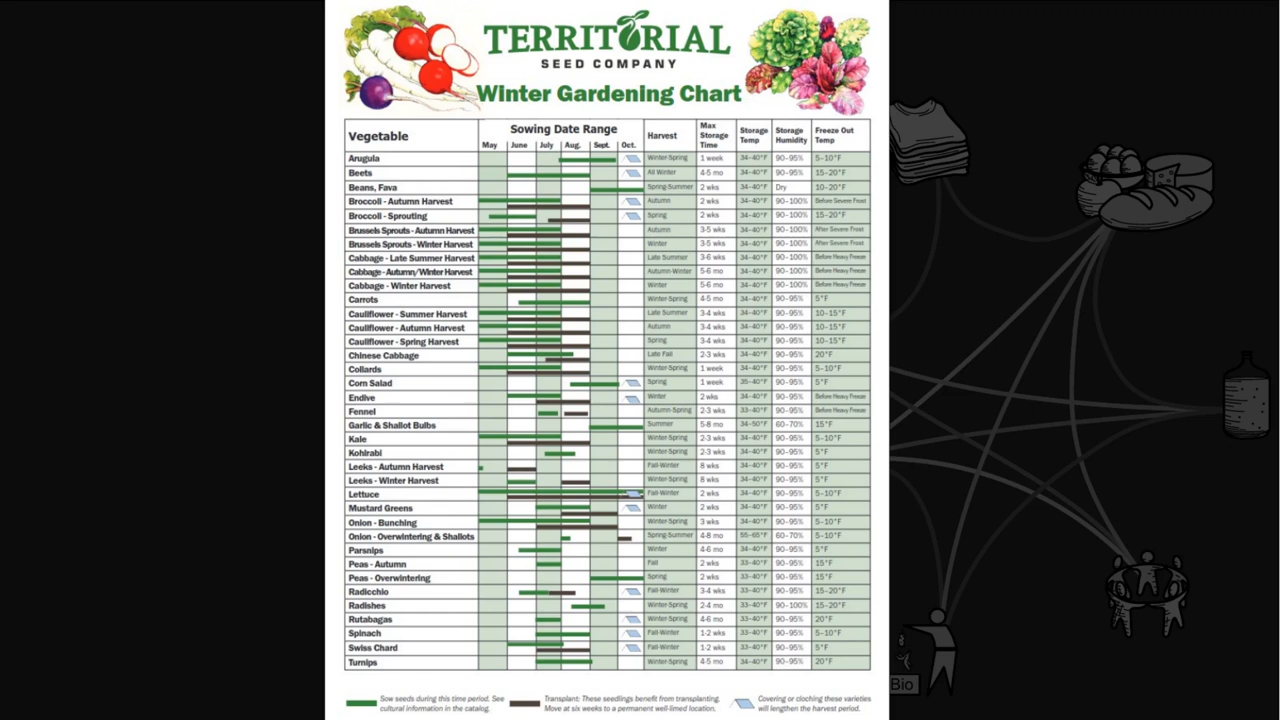 TERRITORIAL
SEED COMPANY
Winter Gardening Chart
Vegetable Sowing Date Range Harvest Max Storage Time Storage Temp Storage Humidity Freeze Out Temp
May June July Aug. Sept. Oct.
Arugula Winter-Spring 1 week 34-40°F 90-95% 5-10°F
Beets All Winter 4-5 mo 34-40°F 90-95% 15-20°F
Beans, Fava Spring-Summer 2 wks 34-40°F Dry 10-20°F
Broccoli - Autumn Harvest Autumn 2 wks 34-40°F 90-100% Before Severe Frost
Broccoli - Sprouting Spring 2 wks 34-40°F 90-100% 15-20°F
Brussels Sprouts - Autumn Harvest Autumn 3-5 wks 34-40°F 90-100% After Severe Frost
Brussels Sprouts - Winter Harvest Winter 3-5 wks 34-40°F 90-100% After Severe Frost
Cabbage - Late Summer Harvest Late Summer 3-6 wks 34-40°F 90-100% Before Heavy Freeze
Cabbage - Autumn/Winter Harvest Autumn-Winter 5-6 mo 34-40°F 90-100% Before Heavy Freeze
Cabbage - Winter Harvest Winter 5-6 mo 34-40°F 90-100% Before Heavy Freeze
Carrots Winter-Spring 4-5 mo 34-40°F 90-95% 5°F
Cauliflower - Summer Harvest Late Summer 3-4 wks 34-40°F 90-95% 10-15°F
Cauliflower - Autumn Harvest Autumn 3-4 wks 34-40°F 90-95% 10-15°F
Cauliflower - Spring Harvest Spring 3-4 wks 34-40°F 90-95% 10-15°F
Chinese Cabbage Late Fall 2-3 wks 34-40°F 90-95% 20°F
Collards Winter-Spring 1 week 34-40°F 90-95% 5-10°F
Corn Salad Spring 1 week 35-40°F 90-95% 5°F
Endive Winter 2 wks 34-40°F 90-95% Before Heavy Freeze
Fennel Autumn-Spring 2-3 wks 33-40°F 90-95% Before Heavy Freeze
Garlic & Shallot Bulbs Summer 5-8 mo 34-50°F 60-70% 15°F
Kale Winter-Spring 2-3 wks 34-40°F 90-95% 5-10°F
Kohlrabi Winter-Spring 2-3 wks 34-40°F 90-95% 5°F
Leeks - Autumn Harvest Fall-Winter 8 wks 34-40°F 90-95% 5°F
Leeks - Winter Harvest Winter-Spring 8 wks 34-40°F 90-95% 5°F
Lettuce Fall-Winter 2 wks 34-40°F 90-95% 5-10°F
Mustard Greens Winter 2 wks 34-40°F 90-95% 5°F
Onion - Bunching Winter-Spring 3 wks 34-40°F 90-95% 5-10°F
Onion - Overwintering & Shallots Spring-Summer 4-8 mo 55-65°F 60-70% 5-10°F
Parsnips Winter 4-6 mo 34-40°F 90-95% 5°F
Peas - Autumn Fall 2 wks 33-40°F 90-95% 15°F
Peas - Overwintering Spring 2 wks 33-40°F 90-95% 15°F
Radicchio Fall-Winter 3-4 wks 33-40°F 90-95% 15-20°F
Radishes Winter-Spring 2-4 mo 33-40°F 90-100% 15-20°F
Rutabagas Winter-Spring 4-6 mo 33-40°F 90-95% 20°F
Spinach Fall-Winter 1-2 wks 33-40°F 90-95% 5-10°F
Swiss Chard Fall-Winter 1-2 wks 33-40°F 90-95% 5°F
Turnips Winter-Spring 4-5 mo 34-40°F 90-95% 20°F
Sow seeds during this time period. See
cultural information in the catalog.
Transplant: These seedlings benefit from transplanting.
Move at six weeks to a permanent well-limed location.
Covering or cloching these varieties
will lengthen the harvest period.
Bio